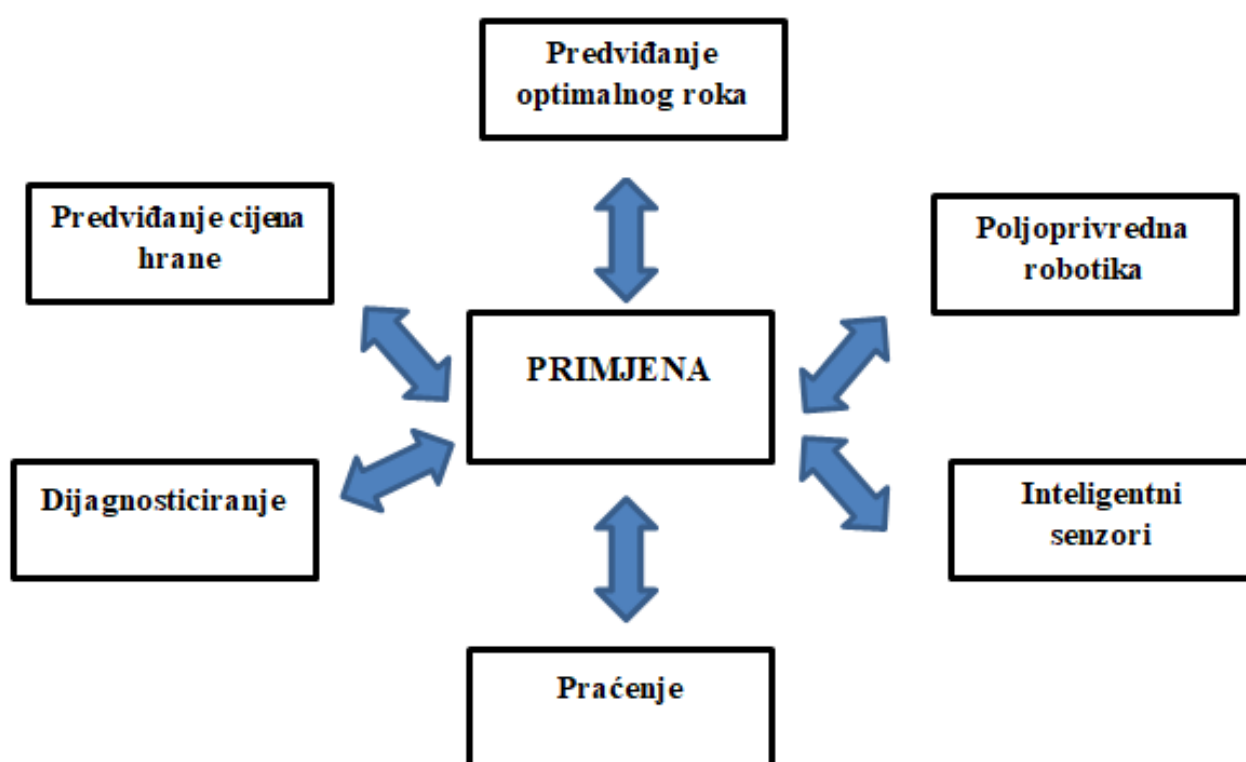 Predviđanje
optimalnog roka
Predviđanje cijena
hrane
Poljoprivredna
robotika
PRIMJENA
Dijagnosticiranje
Inteligentni
senzori
Praćenje